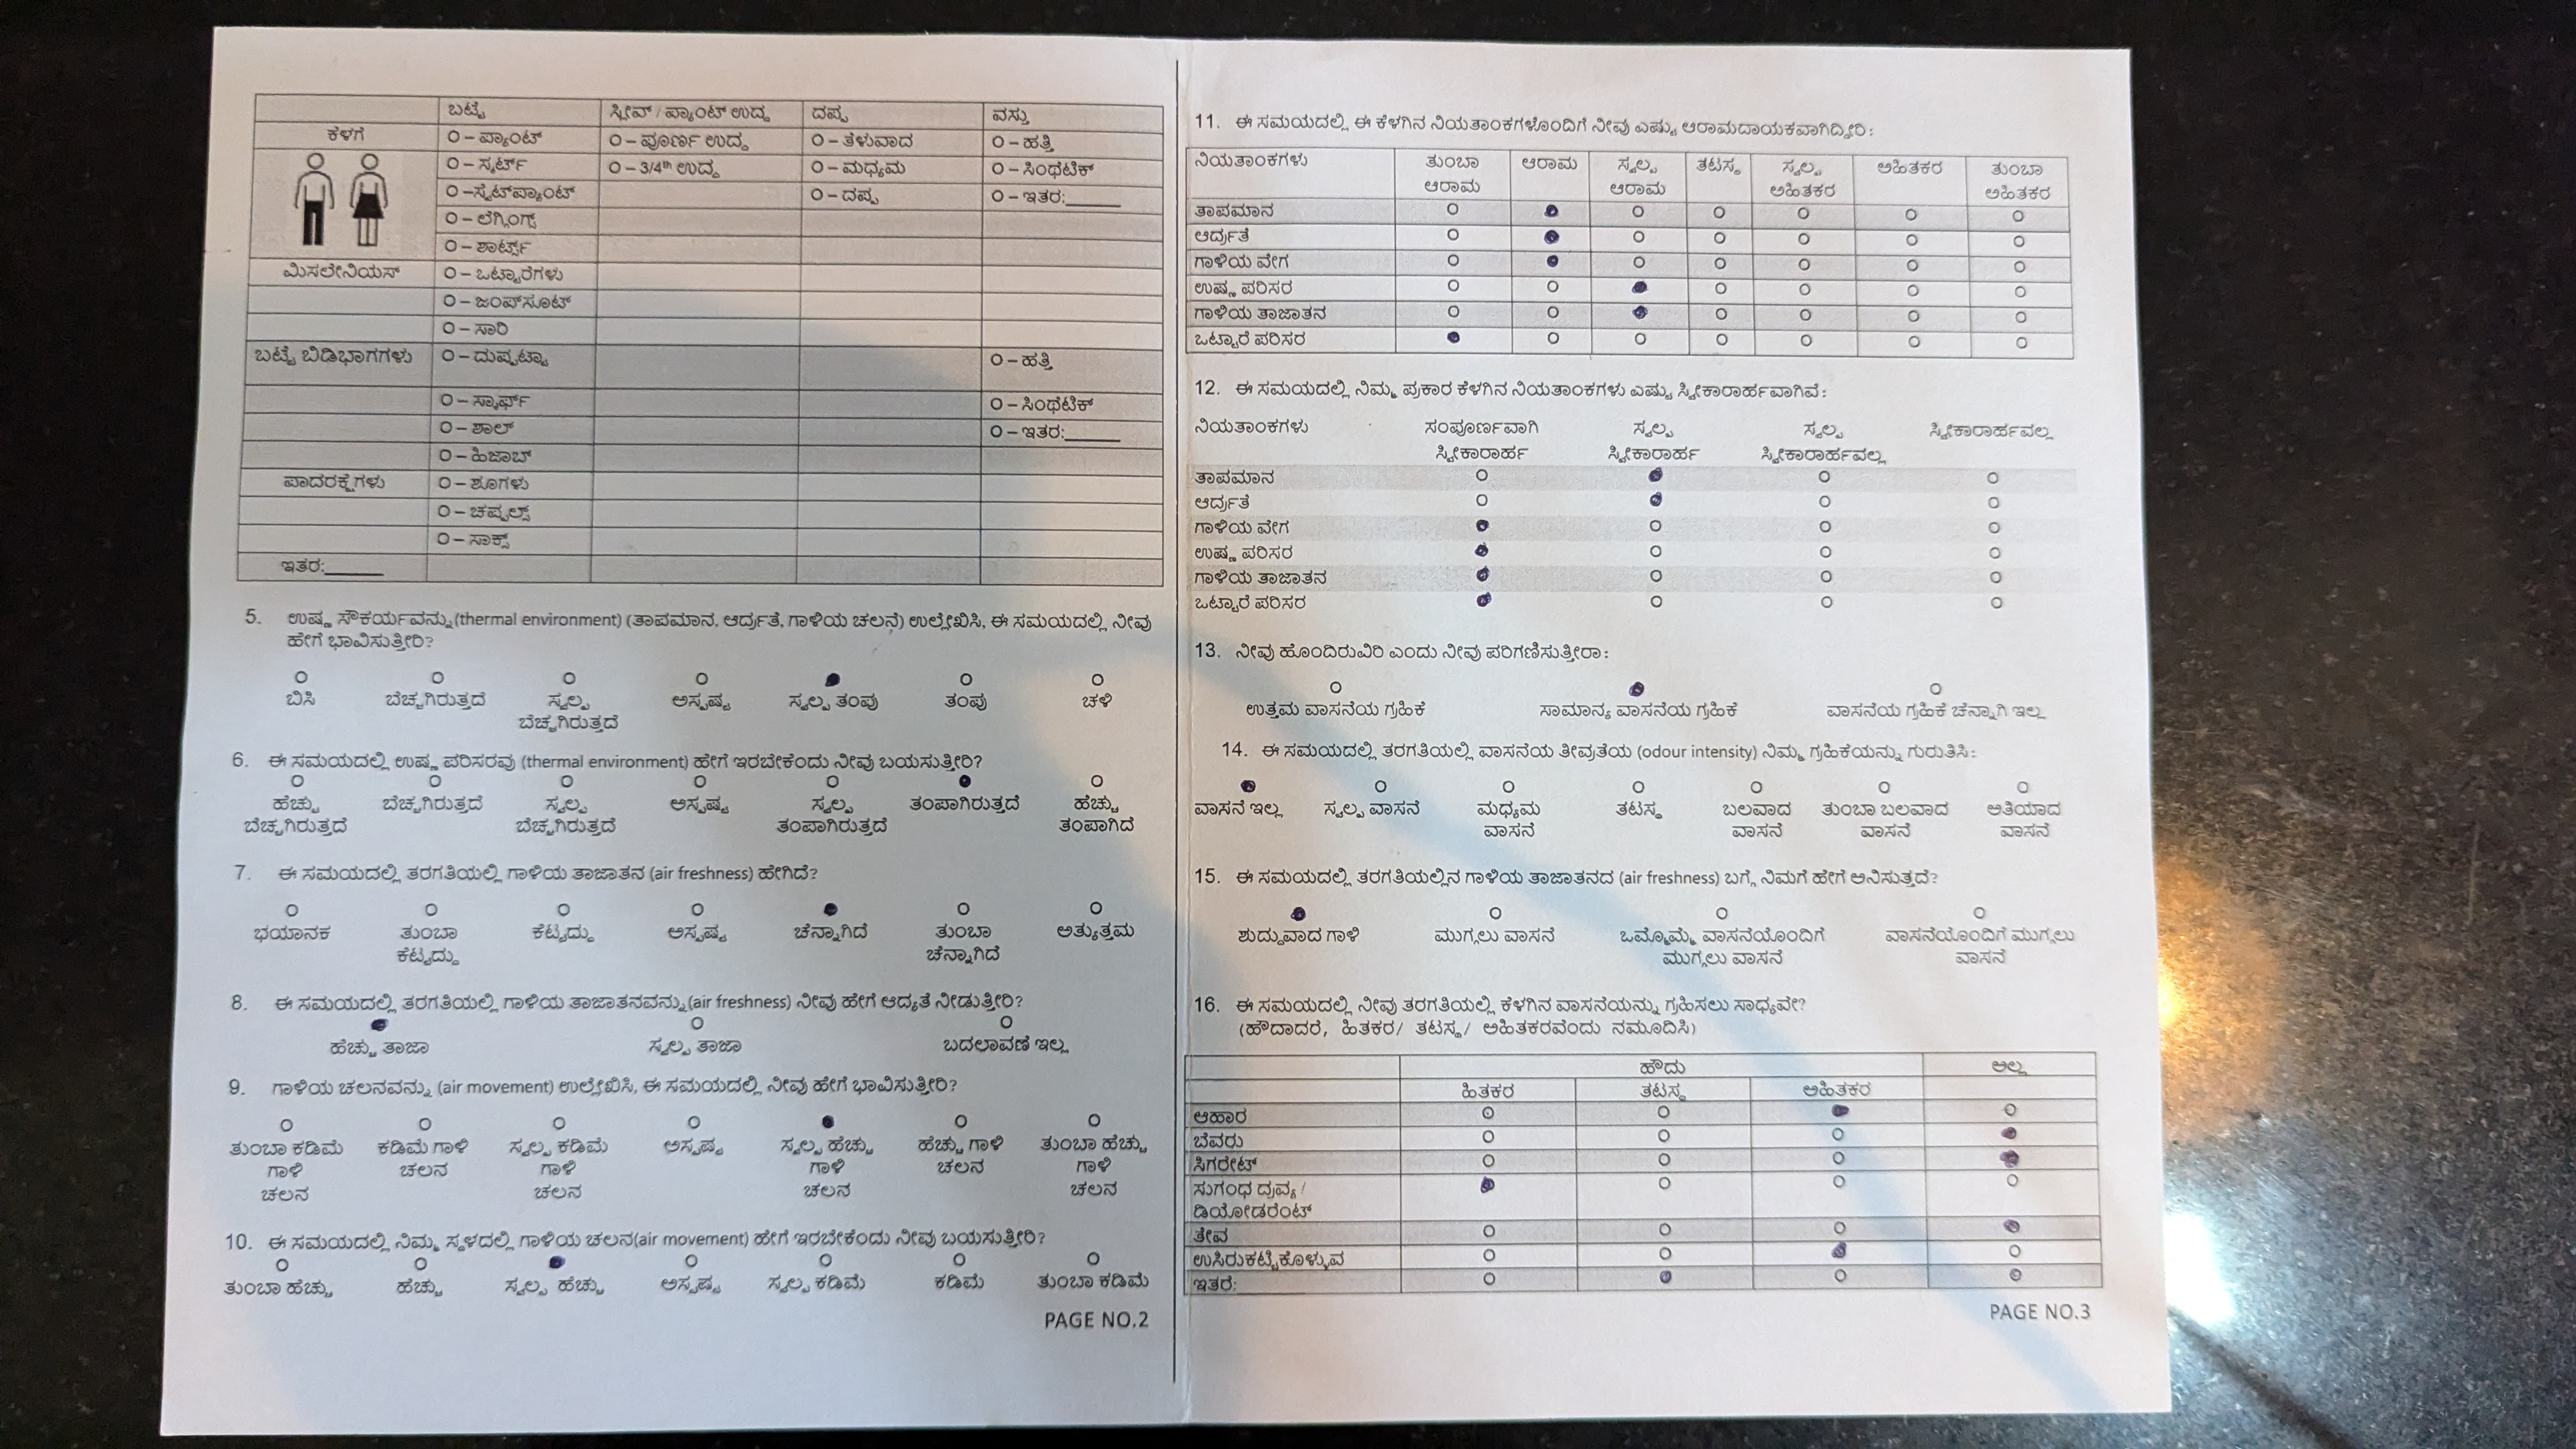 ಬಟ್ಟೆ ಸ್ಲೀವ್ / ಪ್ಯಾಂಟ್ ಉದ್ದ ದಪ್ಪ ವಸ್ತು
ಕೆಳಗೆ O – ಪ್ಯಾಂಟ್ O – ಪೂರ್ಣ ಉದ್ದ O – ತೆಳುವಾದ O – ಹತ್ತಿ
O – ಸ್ಕರ್ಟ್ O – 3/4th ಉದ್ದ O – ಮಧ್ಯಮ O – ಸಿಂಥೆಟಿಕ್
O –ಸ್ವೆಟ್‌ಪ್ಯಾಂಟ್ O – ದಪ್ಪ O – ಇತರ:______
O – ಲೆಗ್ಗಿಂಗ್ಸ್
O – ಶಾರ್ಟ್ಸ್
ಮಿಸಲೇನಿಯಸ್ O – ಒಟ್ಟಾರೆಗಳು
O – ಜಂಪ್‌ಸೂಟ್
O – ಸಾರಿ
ಬಟ್ಟೆ ಬಿಡಿಭಾಗಗಳು O – ದುಪ್ಪಟ್ಟಾ O – ಹತ್ತಿ
O – ಸ್ಕಾರ್ಫ್ O – ಸಿಂಥೆಟಿಕ್
O – ಶಾಲ್ O – ಇತರ:______
O – ಹಿಜಾಬ್
ಪಾದರಕ್ಷೆಗಳು O – ಶೂಗಳು
O – ಚಪ್ಪಲ್ಸ್
O – ಸಾಕ್ಸ್
ಇತರ:______
5. ಉಷ್ಣ ಸೌಕರ್ಯವನ್ನು(thermal environment) (ತಾಪಮಾನ, ಆರ್ದ್ರತೆ, ಗಾಳಿಯ ಚಲನೆ) ಉಲ್ಲೇಖಿಸಿ, ಈ ಸಮಯದಲ್ಲಿ ನೀವು
ಹೇಗೆ ಭಾವಿಸುತ್ತೀರಿ?
ಬಿಸಿ ಬೆಚ್ಚಗಿರುತ್ತದೆ ಸ್ವಲ್ಪ ಅಸ್ಪಷ್ಟ ಸ್ವಲ್ಪ ತಂಪು ತಂಪು ಚಳಿ
ಬೆಚ್ಚಗಿರುತ್ತದೆ
6. ಈ ಸಮಯದಲ್ಲಿ ಉಷ್ಣ ಪರಿಸರವು (thermal environment) ಹೇಗೆ ಇರಬೇಕೆಂದು ನೀವು ಬಯಸುತ್ತೀರಿ?
ಹೆಚ್ಚು ಬೆಚ್ಚಗಿರುತ್ತದೆ ಸ್ವಲ್ಪ ಅಸ್ಪಷ್ಟ ಸ್ವಲ್ಪ ತಂಪಾಗಿರುತ್ತದೆ ಹೆಚ್ಚು
ಬೆಚ್ಚಗಿರುತ್ತದೆ ಬೆಚ್ಚಗಿರುತ್ತದೆ ತಂಪಾಗಿರುತ್ತದೆ ತಂಪಾಗಿದೆ
7. ಈ ಸಮಯದಲ್ಲಿ ತರಗತಿಯಲ್ಲಿ ಗಾಳಿಯ ತಾಜಾತನ (air freshness) ಹೇಗಿದೆ?
ಭಯಾನಕ ತುಂಬಾ ಕೆಟ್ಟದ್ದು ಅಸ್ಪಷ್ಟ ಚೆನ್ನಾಗಿದೆ ತುಂಬಾ ಅತ್ಯುತ್ತಮ
ಕೆಟ್ಟದ್ದು ಚೆನ್ನಾಗಿದೆ
8. ಈ ಸಮಯದಲ್ಲಿ ತರಗತಿಯಲ್ಲಿ ಗಾಳಿಯ ತಾಜಾತನವನ್ನು(air freshness) ನೀವು ಹೇಗೆ ಆದ್ಯತೆ ನೀಡುತ್ತೀರಿ?
ಹೆಚ್ಚು ತಾಜಾ ಸ್ವಲ್ಪ ತಾಜಾ ಬದಲಾವಣೆ ಇಲ್ಲ
9. ಗಾಳಿಯ ಚಲನವನ್ನು (air movement) ಉಲ್ಲೇಖಿಸಿ, ಈ ಸಮಯದಲ್ಲಿ ನೀವು ಹೇಗೆ ಭಾವಿಸುತ್ತೀರಿ?
ತುಂಬಾ ಕಡಿಮೆ ಕಡಿಮೆ ಗಾಳಿ ಸ್ವಲ್ಪ ಕಡಿಮೆ ಅಸ್ಪಷ್ಟ ಸ್ವಲ್ಪ ಹೆಚ್ಚು ಹೆಚ್ಚು ಗಾಳಿ ತುಂಬಾ ಹೆಚ್ಚು
ಗಾಳಿ ಚಲನ ಗಾಳಿ ಗಾಳಿ ಚಲನ ಗಾಳಿ
ಚಲನ ಚಲನ ಚಲನ ಚಲನ
10. ಈ ಸಮಯದಲ್ಲಿ ನಿಮ್ಮ ಸ್ಥಳದಲ್ಲಿ ಗಾಳಿಯ ಚಲನ(air movement) ಹೇಗೆ ಇರಬೇಕೆಂದು ನೀವು ಬಯಸುತ್ತೀರಿ?
ತುಂಬಾ ಹೆಚ್ಚು ಹೆಚ್ಚು ಸ್ವಲ್ಪ ಹೆಚ್ಚು ಅಸ್ಪಷ್ಟ ಸ್ವಲ್ಪ ಕಡಿಮೆ ಕಡಿಮೆ ತುಂಬಾ ಕಡಿಮೆ
PAGE NO.2
11. ಈ ಸಮಯದಲ್ಲಿ ಈ ಕೆಳಗಿನ ನಿಯತಾಂಕಗಳೊಂದಿಗೆ ನೀವು ಎಷ್ಟು ಆರಾಮದಾಯಕವಾಗಿದ್ದೀರಿ:
ನಿಯತಾಂಕಗಳು ತುಂಬಾ ಆರಾಮ ಸ್ವಲ್ಪ ತಟಸ್ಥ ಸ್ವಲ್ಪ ಅಹಿತಕರ ತುಂಬಾ
ಆರಾಮ ಆರಾಮ ಅಹಿತಕರ ಅಹಿತಕರ
ತಾಪಮಾನ
ಆರ್ದ್ರತೆ
ಗಾಳಿಯ ವೇಗ
ಉಷ್ಣ ಪರಿಸರ
ಗಾಳಿಯ ತಾಜಾತನ
ಒಟ್ಟಾರೆ ಪರಿಸರ
12. ಈ ಸಮಯದಲ್ಲಿ ನಿಮ್ಮ ಪ್ರಕಾರ ಕೆಳಗಿನ ನಿಯತಾಂಕಗಳು ಎಷ್ಟು ಸ್ವೀಕಾರಾರ್ಹವಾಗಿವೆ:
ನಿಯತಾಂಕಗಳು ಸಂಪೂರ್ಣವಾಗಿ ಸ್ವಲ್ಪ ಸ್ವಲ್ಪ ಸ್ವೀಕಾರಾರ್ಹವಲ್ಲ
ಸ್ವೀಕಾರಾರ್ಹ ಸ್ವೀಕಾರಾರ್ಹ ಸ್ವೀಕಾರಾರ್ಹವಲ್ಲ
ತಾಪಮಾನ
ಆರ್ದ್ರತೆ
ಗಾಳಿಯ ವೇಗ
ಉಷ್ಣ ಪರಿಸರ
ಗಾಳಿಯ ತಾಜಾತನ
ಒಟ್ಟಾರೆ ಪರಿಸರ
13. ನೀವು ಹೊಂದಿರುವಿರಿ ಎಂದು ನೀವು ಪರಿಗಣಿಸುತ್ತೀರಾ:
ಉತ್ತಮ ವಾಸನೆಯ ಗ್ರಹಿಕೆ ಸಾಮಾನ್ಯ ವಾಸನೆಯ ಗ್ರಹಿಕೆ ವಾಸನೆಯ ಗ್ರಹಿಕೆ ಚೆನ್ನಾಗಿ ಇಲ್ಲ
14. ಈ ಸಮಯದಲ್ಲಿ ತರಗತಿಯಲ್ಲಿ ವಾಸನೆಯ ತೀವ್ರತೆಯ (odour intensity) ನಿಮ್ಮ ಗ್ರಹಿಕೆಯನ್ನು ಗುರುತಿಸಿ:
ವಾಸನೆ ಇಲ್ಲ ಸ್ವಲ್ಪ ವಾಸನೆ ಮಧ್ಯಮ ತಟಸ್ಥ ಬಲವಾದ ತುಂಬಾ ಬಲವಾದ ಅತಿಯಾದ
ವಾಸನೆ ವಾಸನೆ ವಾಸನೆ ವಾಸನೆ
15. ಈ ಸಮಯದಲ್ಲಿ ತರಗತಿಯಲ್ಲಿನ ಗಾಳಿಯ ತಾಜಾತನದ (air freshness) ಬಗ್ಗೆ ನಿಮಗೆ ಹೇಗೆ ಅನಿಸುತ್ತದೆ?
ಶುದ್ಧವಾದ ಗಾಳಿ ಮುಗ್ಗಲು ವಾಸನೆ ಒಮ್ಮೊಮ್ಮೆ ವಾಸನೆಯೊಂದಿಗೆ ವಾಸನೆಯೊಂದಿಗೆ ಮುಗ್ಗಲು
ಮುಗ್ಗಲು ವಾಸನೆ ವಾಸನೆ
16. ಈ ಸಮಯದಲ್ಲಿ ನೀವು ತರಗತಿಯಲ್ಲಿ ಕೆಳಗಿನ ವಾಸನೆಯನ್ನು ಗ್ರಹಿಸಲು ಸಾಧ್ಯವೇ?
(ಹೌದಾದರೆ, ಹಿತಕರ/ ತಟಸ್ಥ/ ಅಹಿತಕರವೆಂದು ನಮೂದಿಸಿ)
ಹೌದು ಅಲ್ಲ
ಹಿತಕರ ತಟಸ್ಥ ಅಹಿತಕರ
ಆಹಾರ
ಬೆವರು
ಸಿಗರೇಟ್
ಸುಗಂಧ ದ್ರವ್ಯ/
ಡಿಯೋಡರೆಂಟ್
ತೇವ
ಉಸಿರುಕಟ್ಟಿಕೊಳ್ಳುವ
ಇತರೆ:
PAGE NO.3